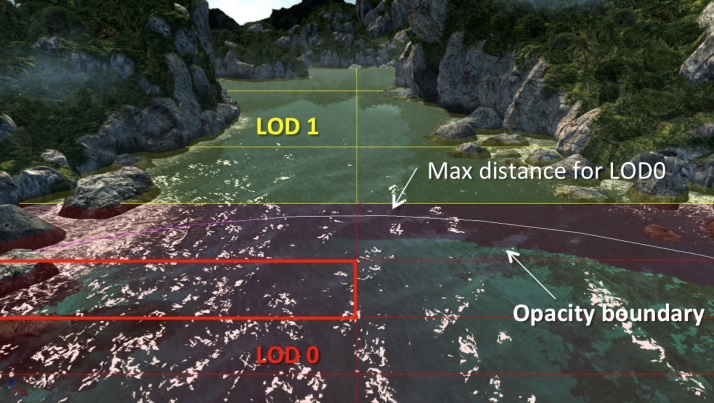 LOD 1
Max distance for LOD0
Opacity boundary
LOD 0